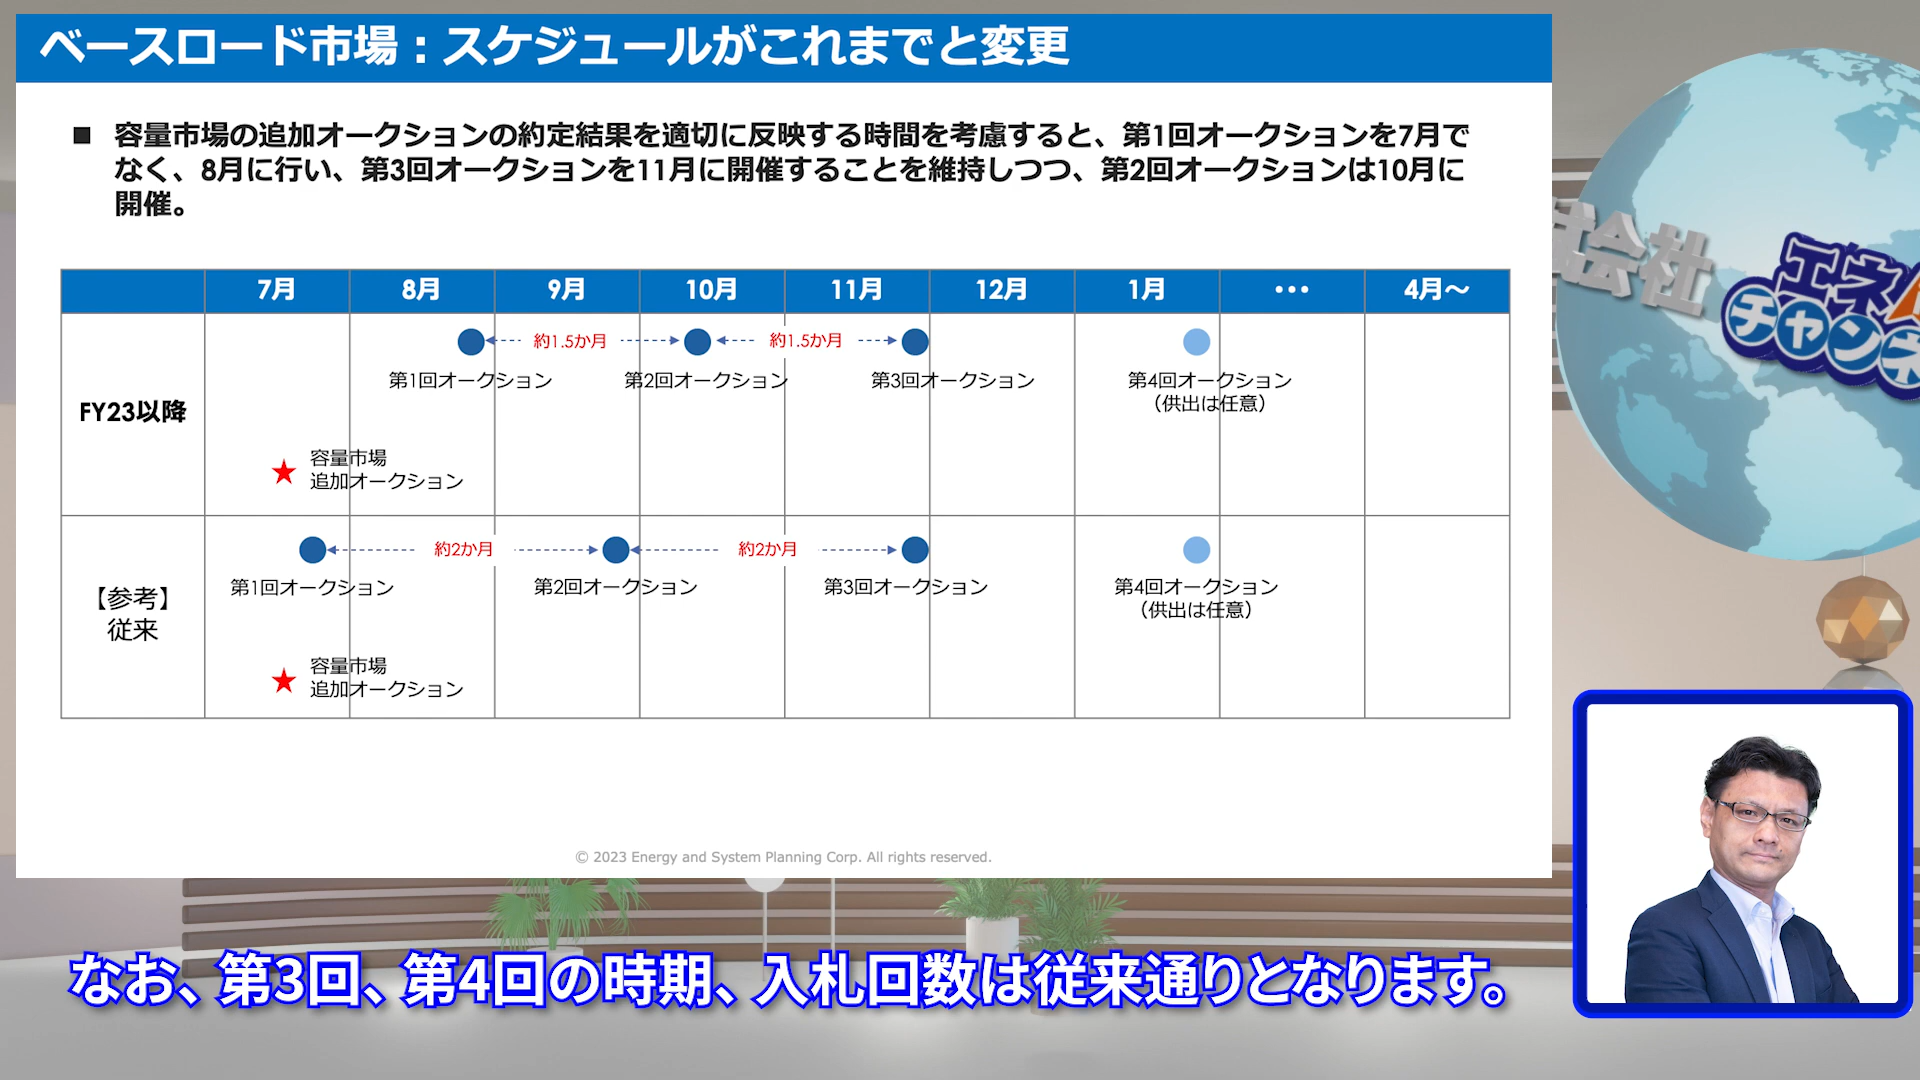 ベースロード市場：スケジュールがこれまでと変更
■ 容量市場の追加オークションの約定結果を適切に反映する時間を考慮すると、第1回オークションを7月で
なく、8月に行い、第3回オークションを11月に開催することを維持しつつ、第2回オークションは10月に
開催。
7月 8月 9月 10月 11月 12月 1月 ••• 4月～
約1.5か月 約1.5か月
第1回オークション 第2回オークション 第3回オークション 第4回オークション
（供出は任意）
FY23以降
★ 容量市場
追加オークション
約2か月 約2か月
第1回オークション 第2回オークション 第3回オークション 第4回オークション
（供出は任意）
【参考】
従来
★ 容量市場
追加オークション
© 2023 Energy and System Planning Corp. All rights reserved.
会社
エネ
チャンネ
なお、第3回、第4回の時期、入札回数は従来通りとなります。